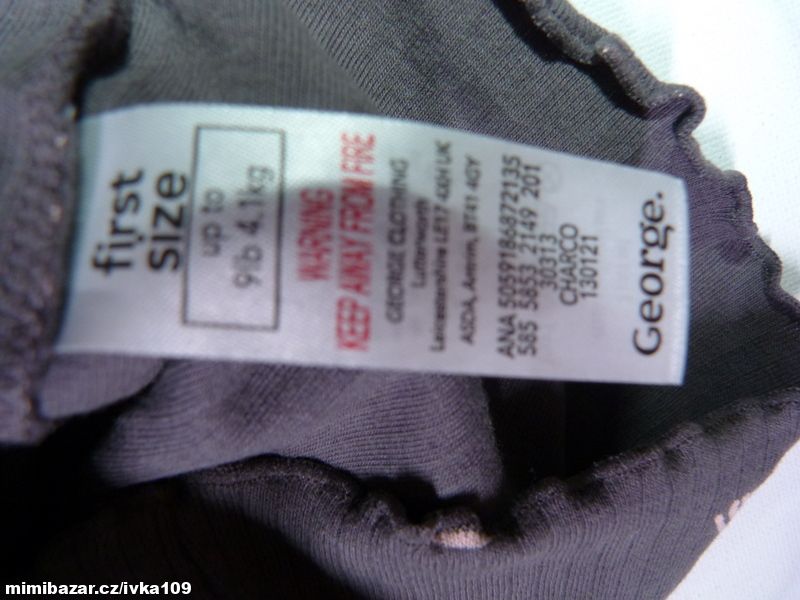 first
size
up to
9lb 4.1kg
WARNING
KEEP AWAY FROM FIRE
GEORGE CLOTHING
Lutterworth
Leicestershire LE17 4XH UK
ASDA, Antrim, BT41 4GY
ANA 5059186872135
585 5853 2149 201
30313
CHARCO
130121
George.
mimibazar.cz/ivka109